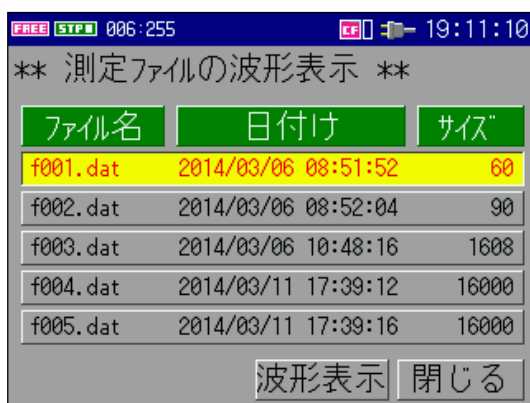 FREE STP 006:255 CF 19:11:10
** 測定ファイルの波形表示 **
ファイル名 日付け サイズ
f001.dat 2014/03/06 08:51:52 60
f002.dat 2014/03/06 08:52:04 90
f003.dat 2014/03/06 10:48:16 1608
f004.dat 2014/03/11 17:39:12 16000
f005.dat 2014/03/11 17:39:16 16000
波形表示 閉じる